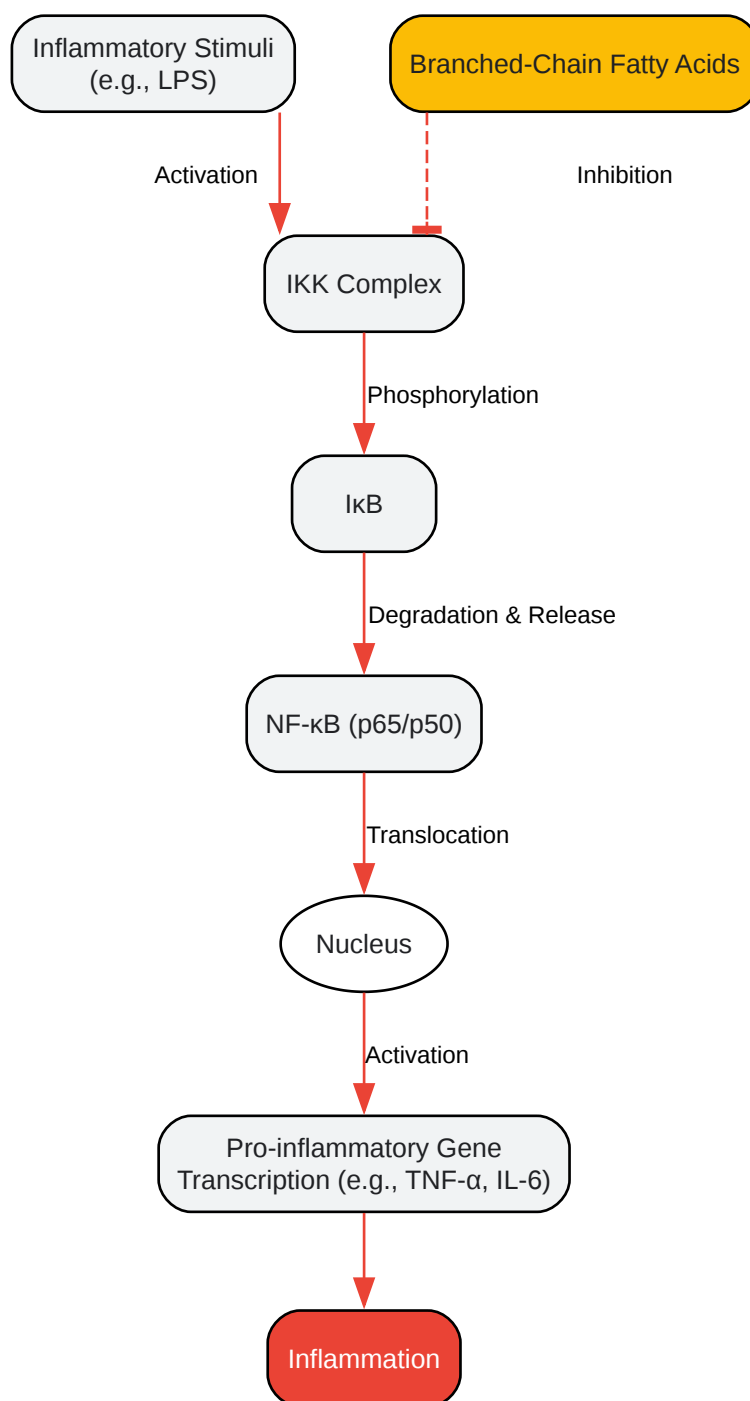 Inflammatory Stimuli
(e.g., LPS)
Branched-Chain Fatty Acids
Activation
Inhibition
IKK Complex
Phosphorylation
IκB
Degradation & Release
NF-κB (p65/p50)
Translocation
Nucleus
Activation
Pro-inflammatory Gene
Transcription (e.g., TNF-α, IL-6)
Inflammation